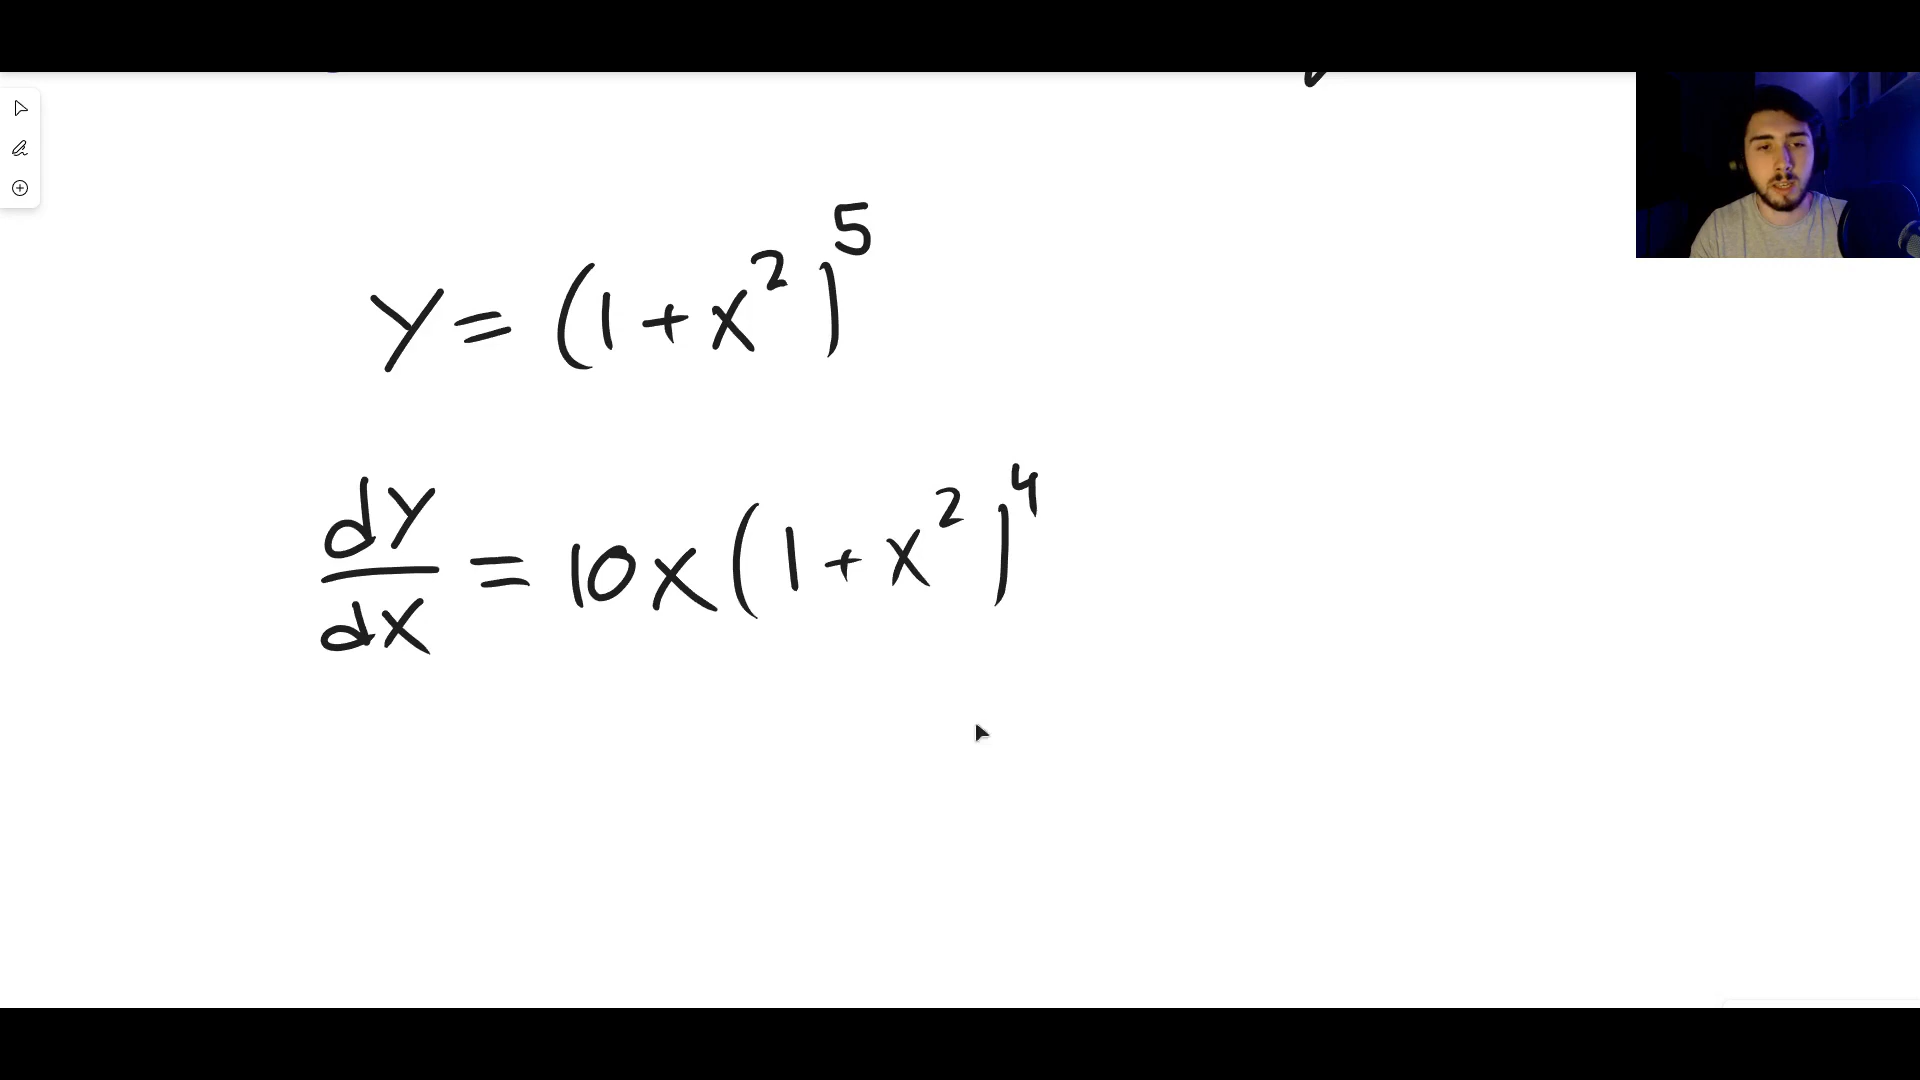 y = (1 + x²)⁵
dy/dx = 10x(1 + x²)⁴